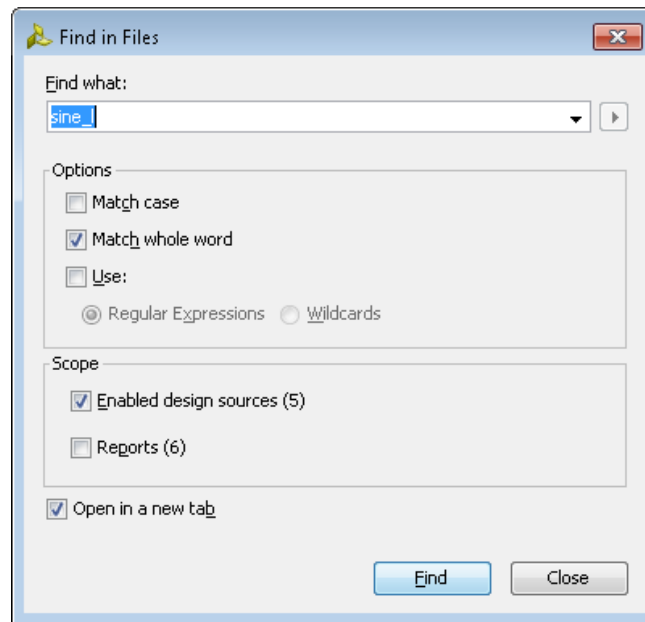 Find in Files
Find what:
sine_l
Options
Match case
Match whole word
Use:
Regular Expressions Wildcards
Scope
Enabled design sources (5)
Reports (6)
Open in a new tab
Find Close